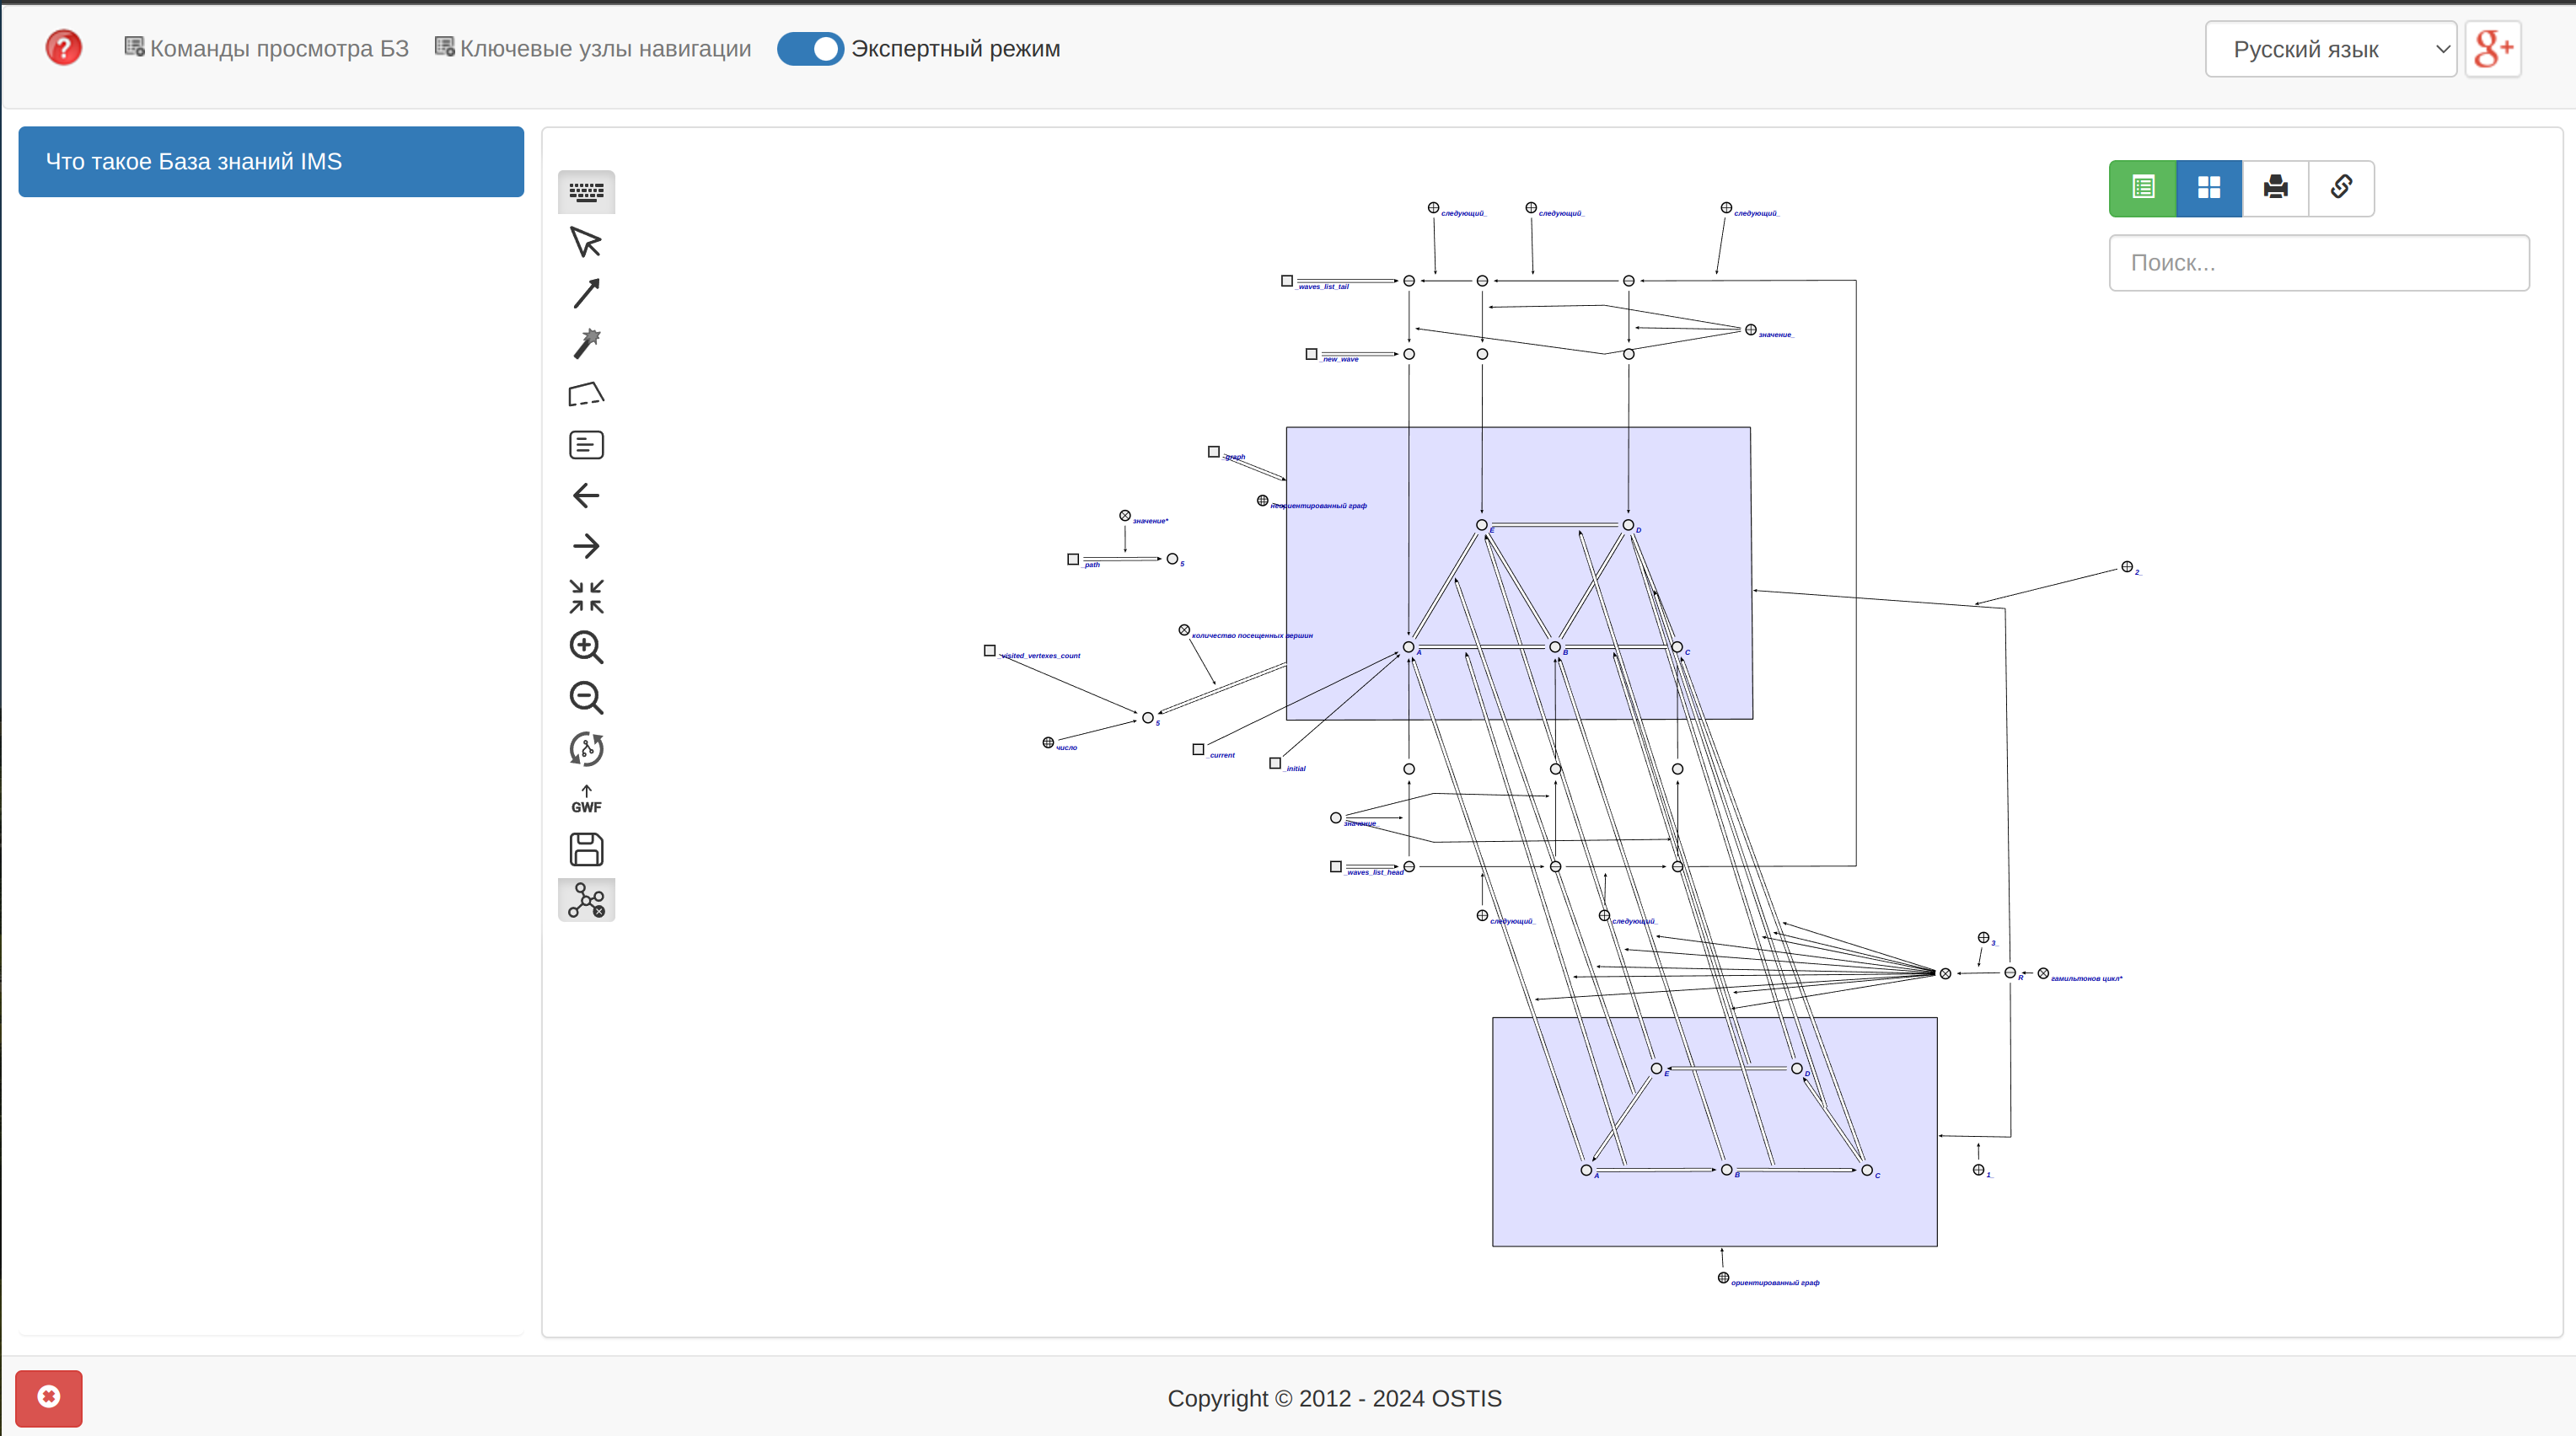 Команды просмотра БЗ
Ключевые узлы навигации
Экспертный режим
Русский язык
g+
Что такое База знаний IMS
Поиск...
GWF
следующий_
следующий_
следующий_
_waves_list_tail
значение_
_new_wave
_graph
неориентированный граф
значение*
E
D
_path
5
2_
количество посещенных вершин
_visited_vertexes_count
A
B
C
5
число
_current
_initial
значение_
_waves_list_head
следующий_
следующий_
3_
R
гамильтонов цикл*
E
D
A
B
C
1_
ориентированный граф
Copyright © 2012 - 2024 OSTIS